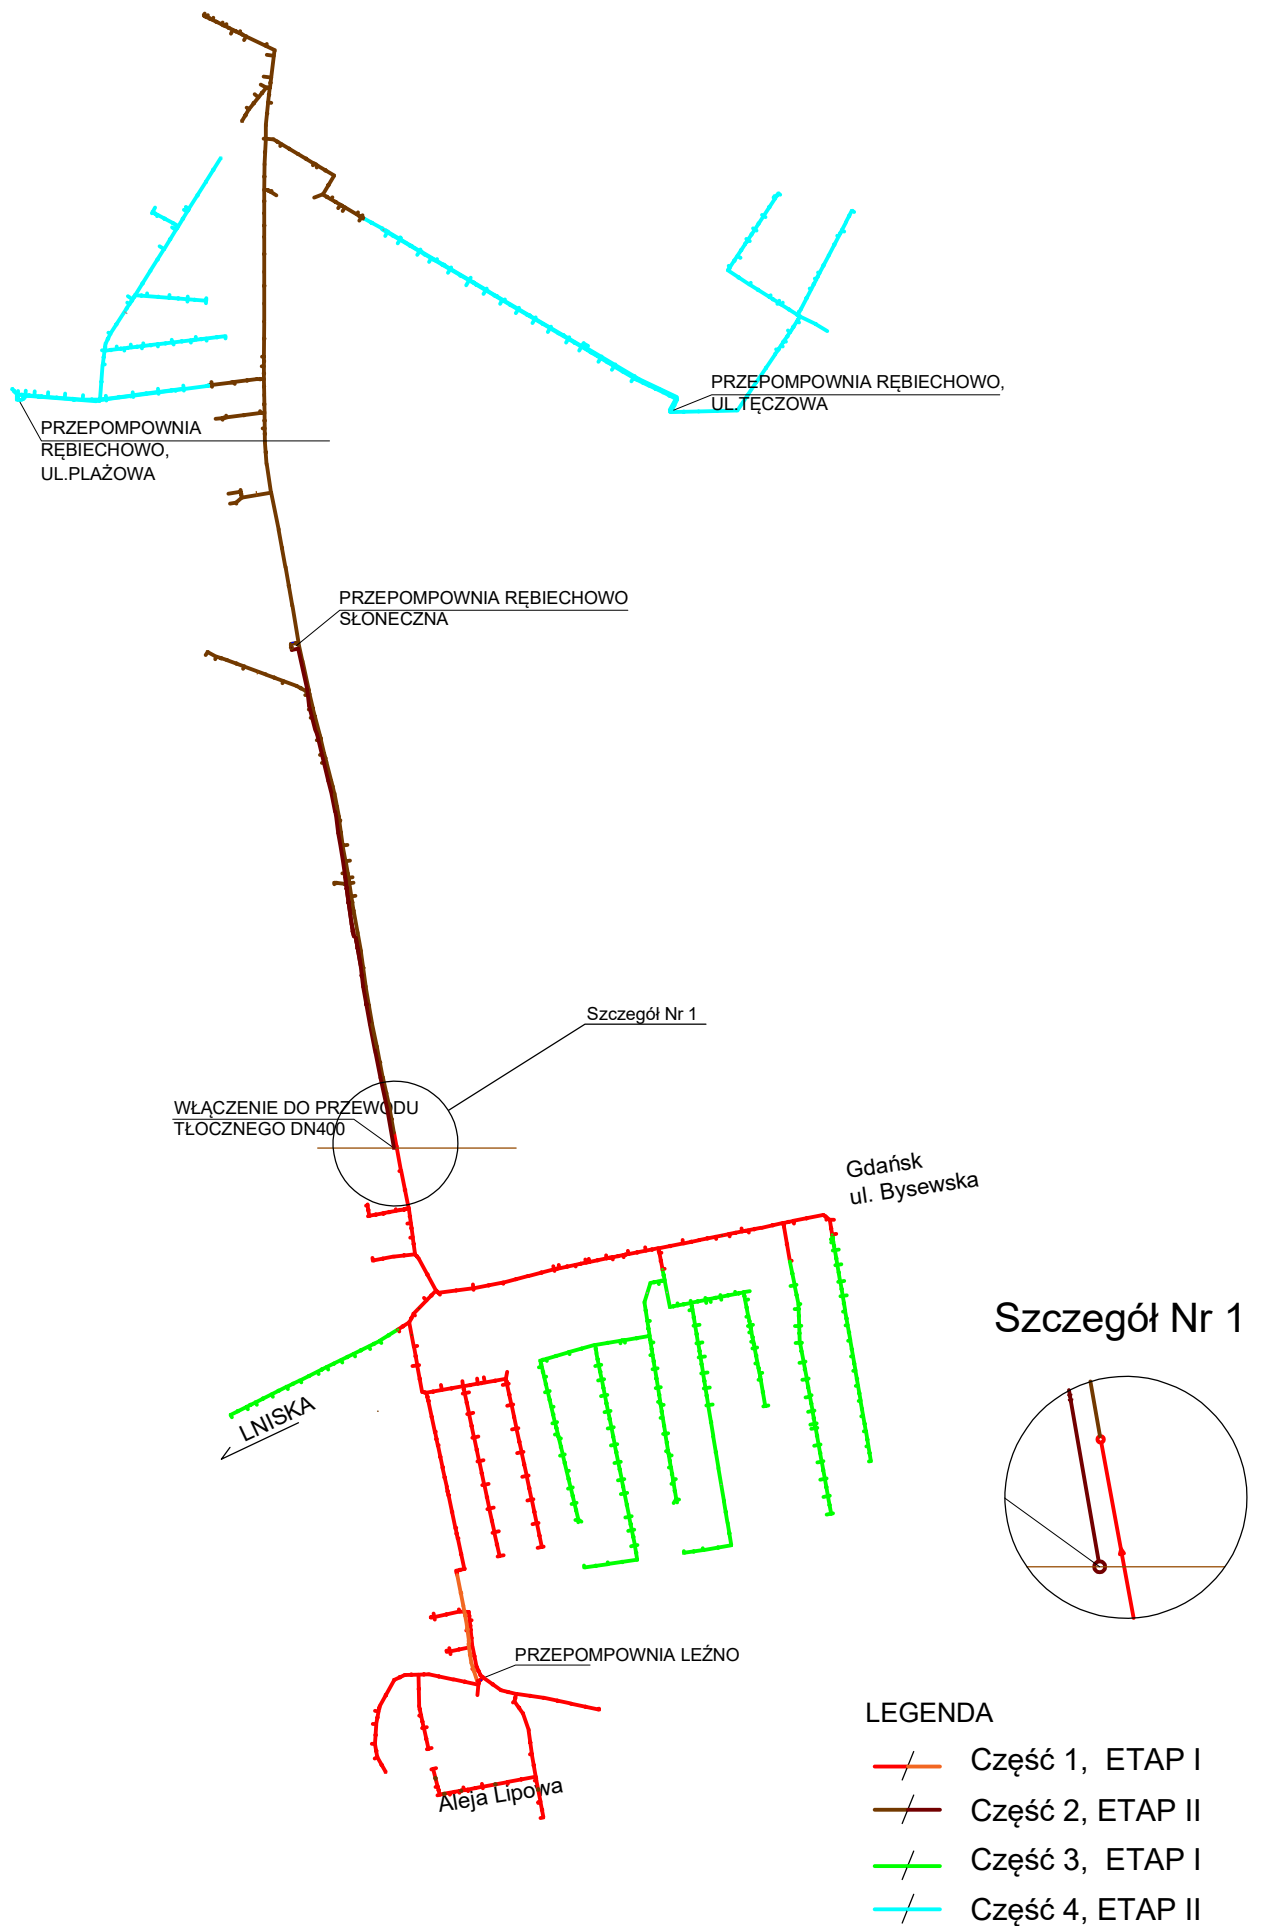 PRZEPOMPOWNIA RĘBIECHOWO,
UL.TĘCZOWA
PRZEPOMPOWNIA
RĘBIECHOWO,
UL.PLAŻOWA
PRZEPOMPOWNIA RĘBIECHOWO
SŁONECZNA
Szczegół Nr 1
WŁĄCZENIE DO PRZEWODU
TŁOCZNEGO DN400
Gdańsk
ul. Bysewska
Szczegół Nr 1
LNISKA
PRZEPOMPOWNIA LEŹNO
Aleja Lipowa
LEGENDA
Część 1, ETAP I
Część 2, ETAP II
Część 3, ETAP I
Część 4, ETAP II